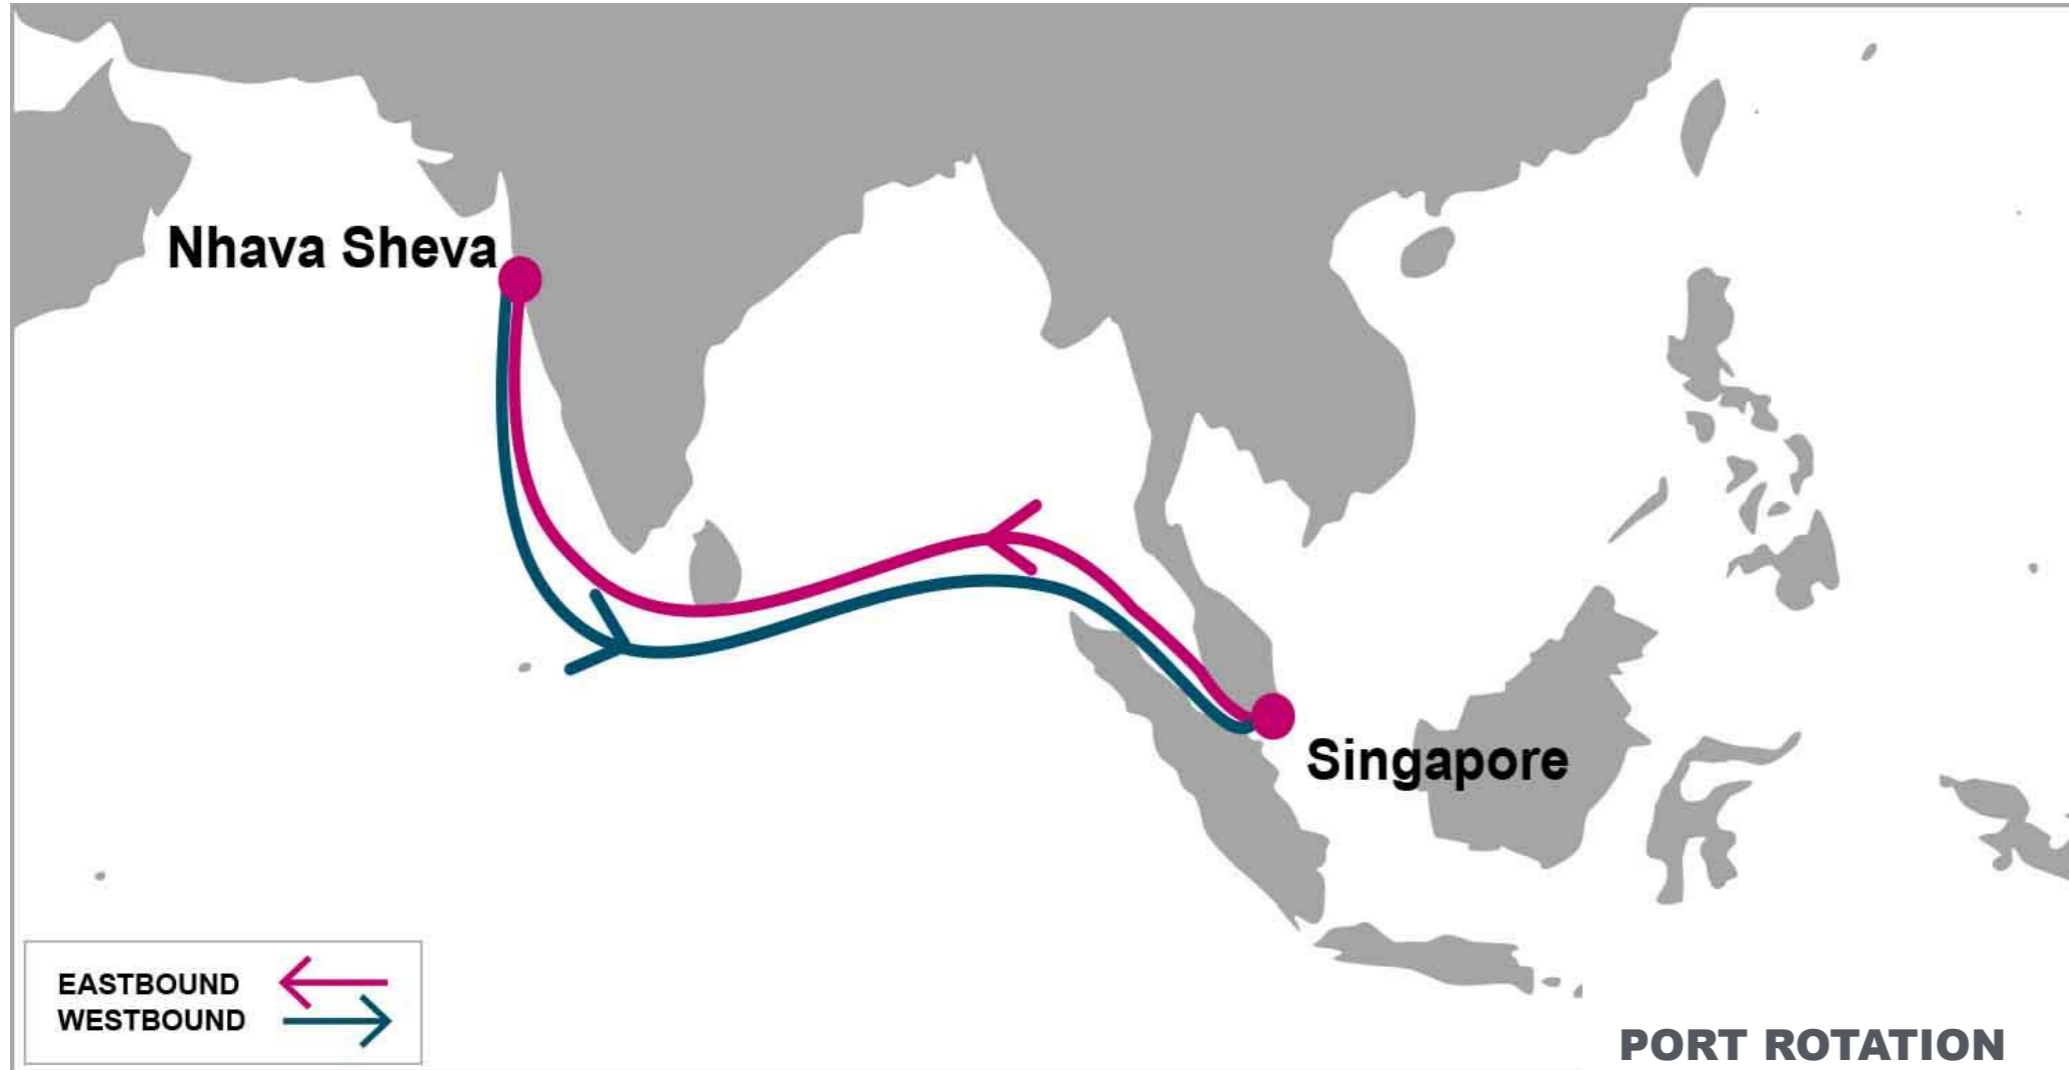 Nhava Sheva
Singapore
EASTBOUND
WESTBOUND
PORT ROTATION